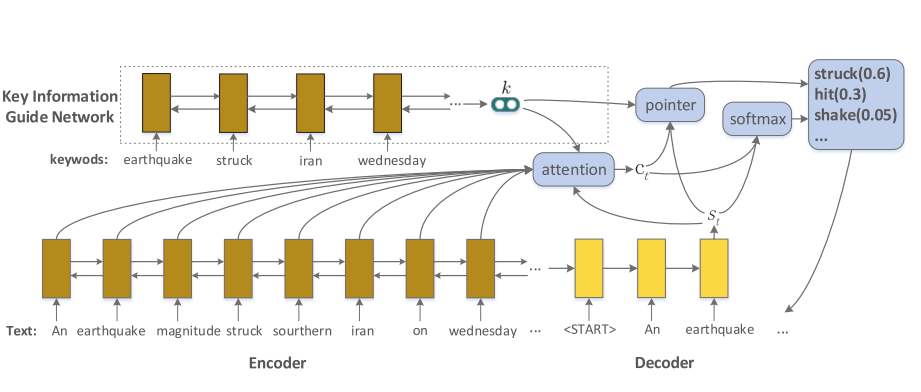 Key Information
Guide Network
k
pointer
softmax
struck(0.6)
hit(0.3)
shake(0.05)
...
...
keywods: earthquake struck iran wednesday
attention
c_t
s_t
...
Text: An earthquake magnitude struck sourthern iran on wednesday ... <START> An earthquake ...
Encoder Decoder